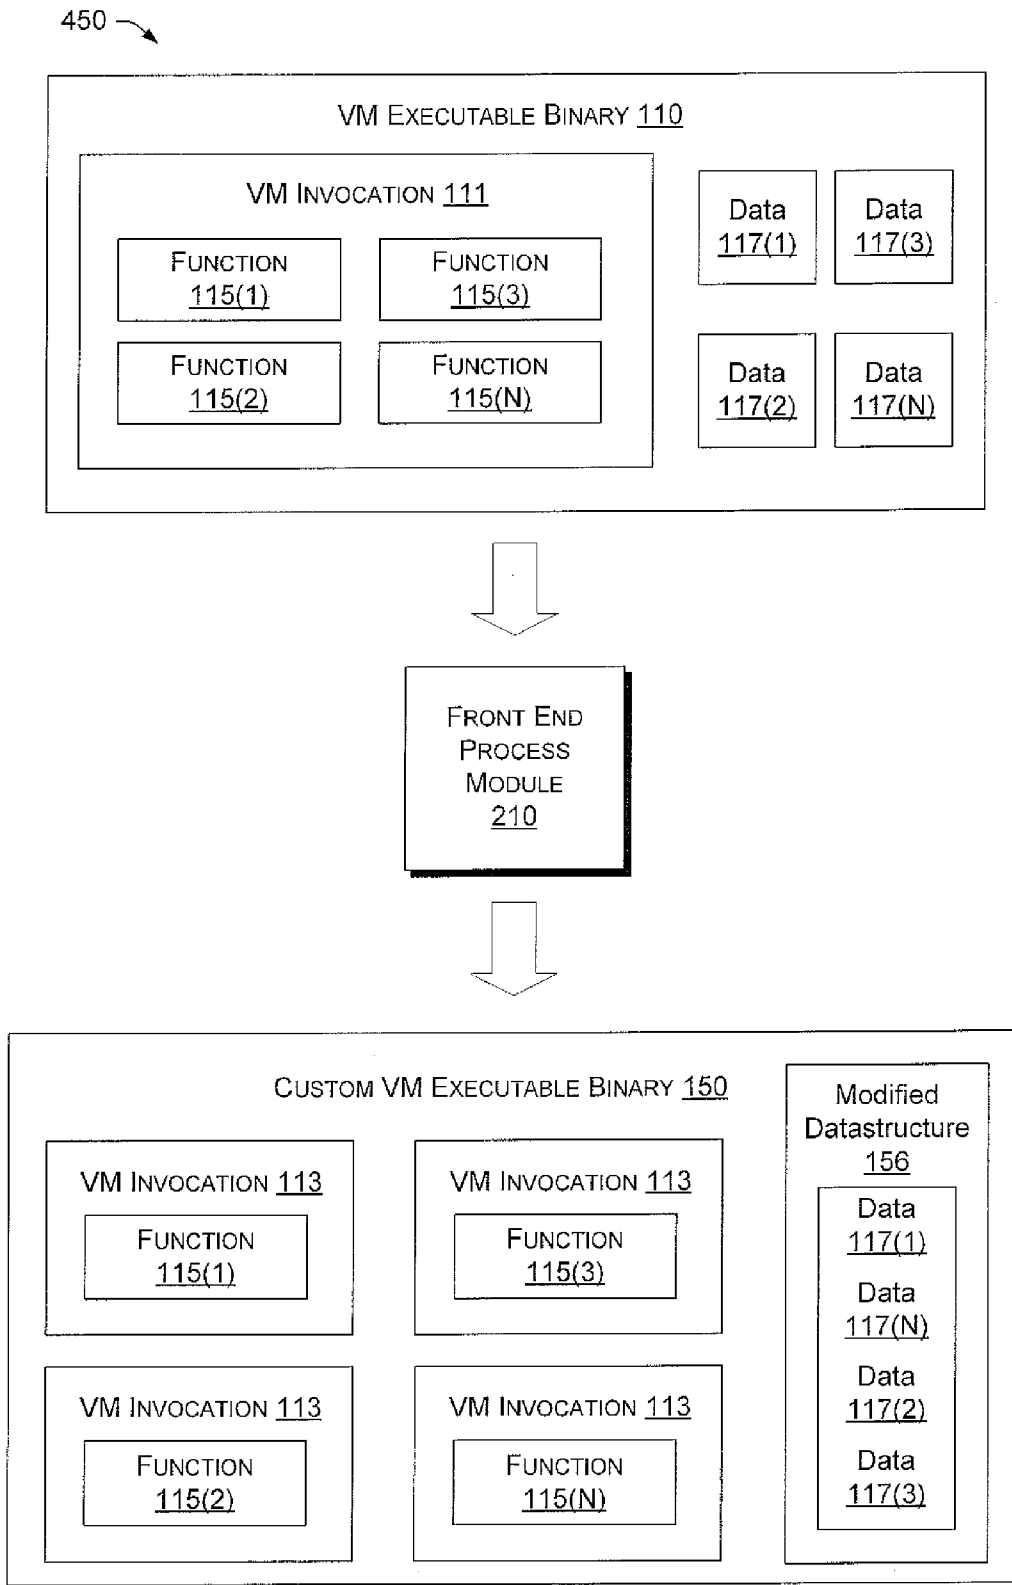 450
VM EXECUTABLE BINARY 110
VM INVOCATION 111
FUNCTION
115(1)
FUNCTION
115(3)
FUNCTION
115(2)
FUNCTION
115(N)
Data
117(1)
Data
117(3)
Data
117(2)
Data
117(N)
FRONT END
PROCESS
MODULE
210
CUSTOM VM EXECUTABLE BINARY 150
VM INVOCATION 113
FUNCTION
115(1)
VM INVOCATION 113
FUNCTION
115(3)
VM INVOCATION 113
FUNCTION
115(2)
VM INVOCATION 113
FUNCTION
115(N)
Modified
Datastructure
156
Data
117(1)
Data
117(N)
Data
117(2)
Data
117(3)